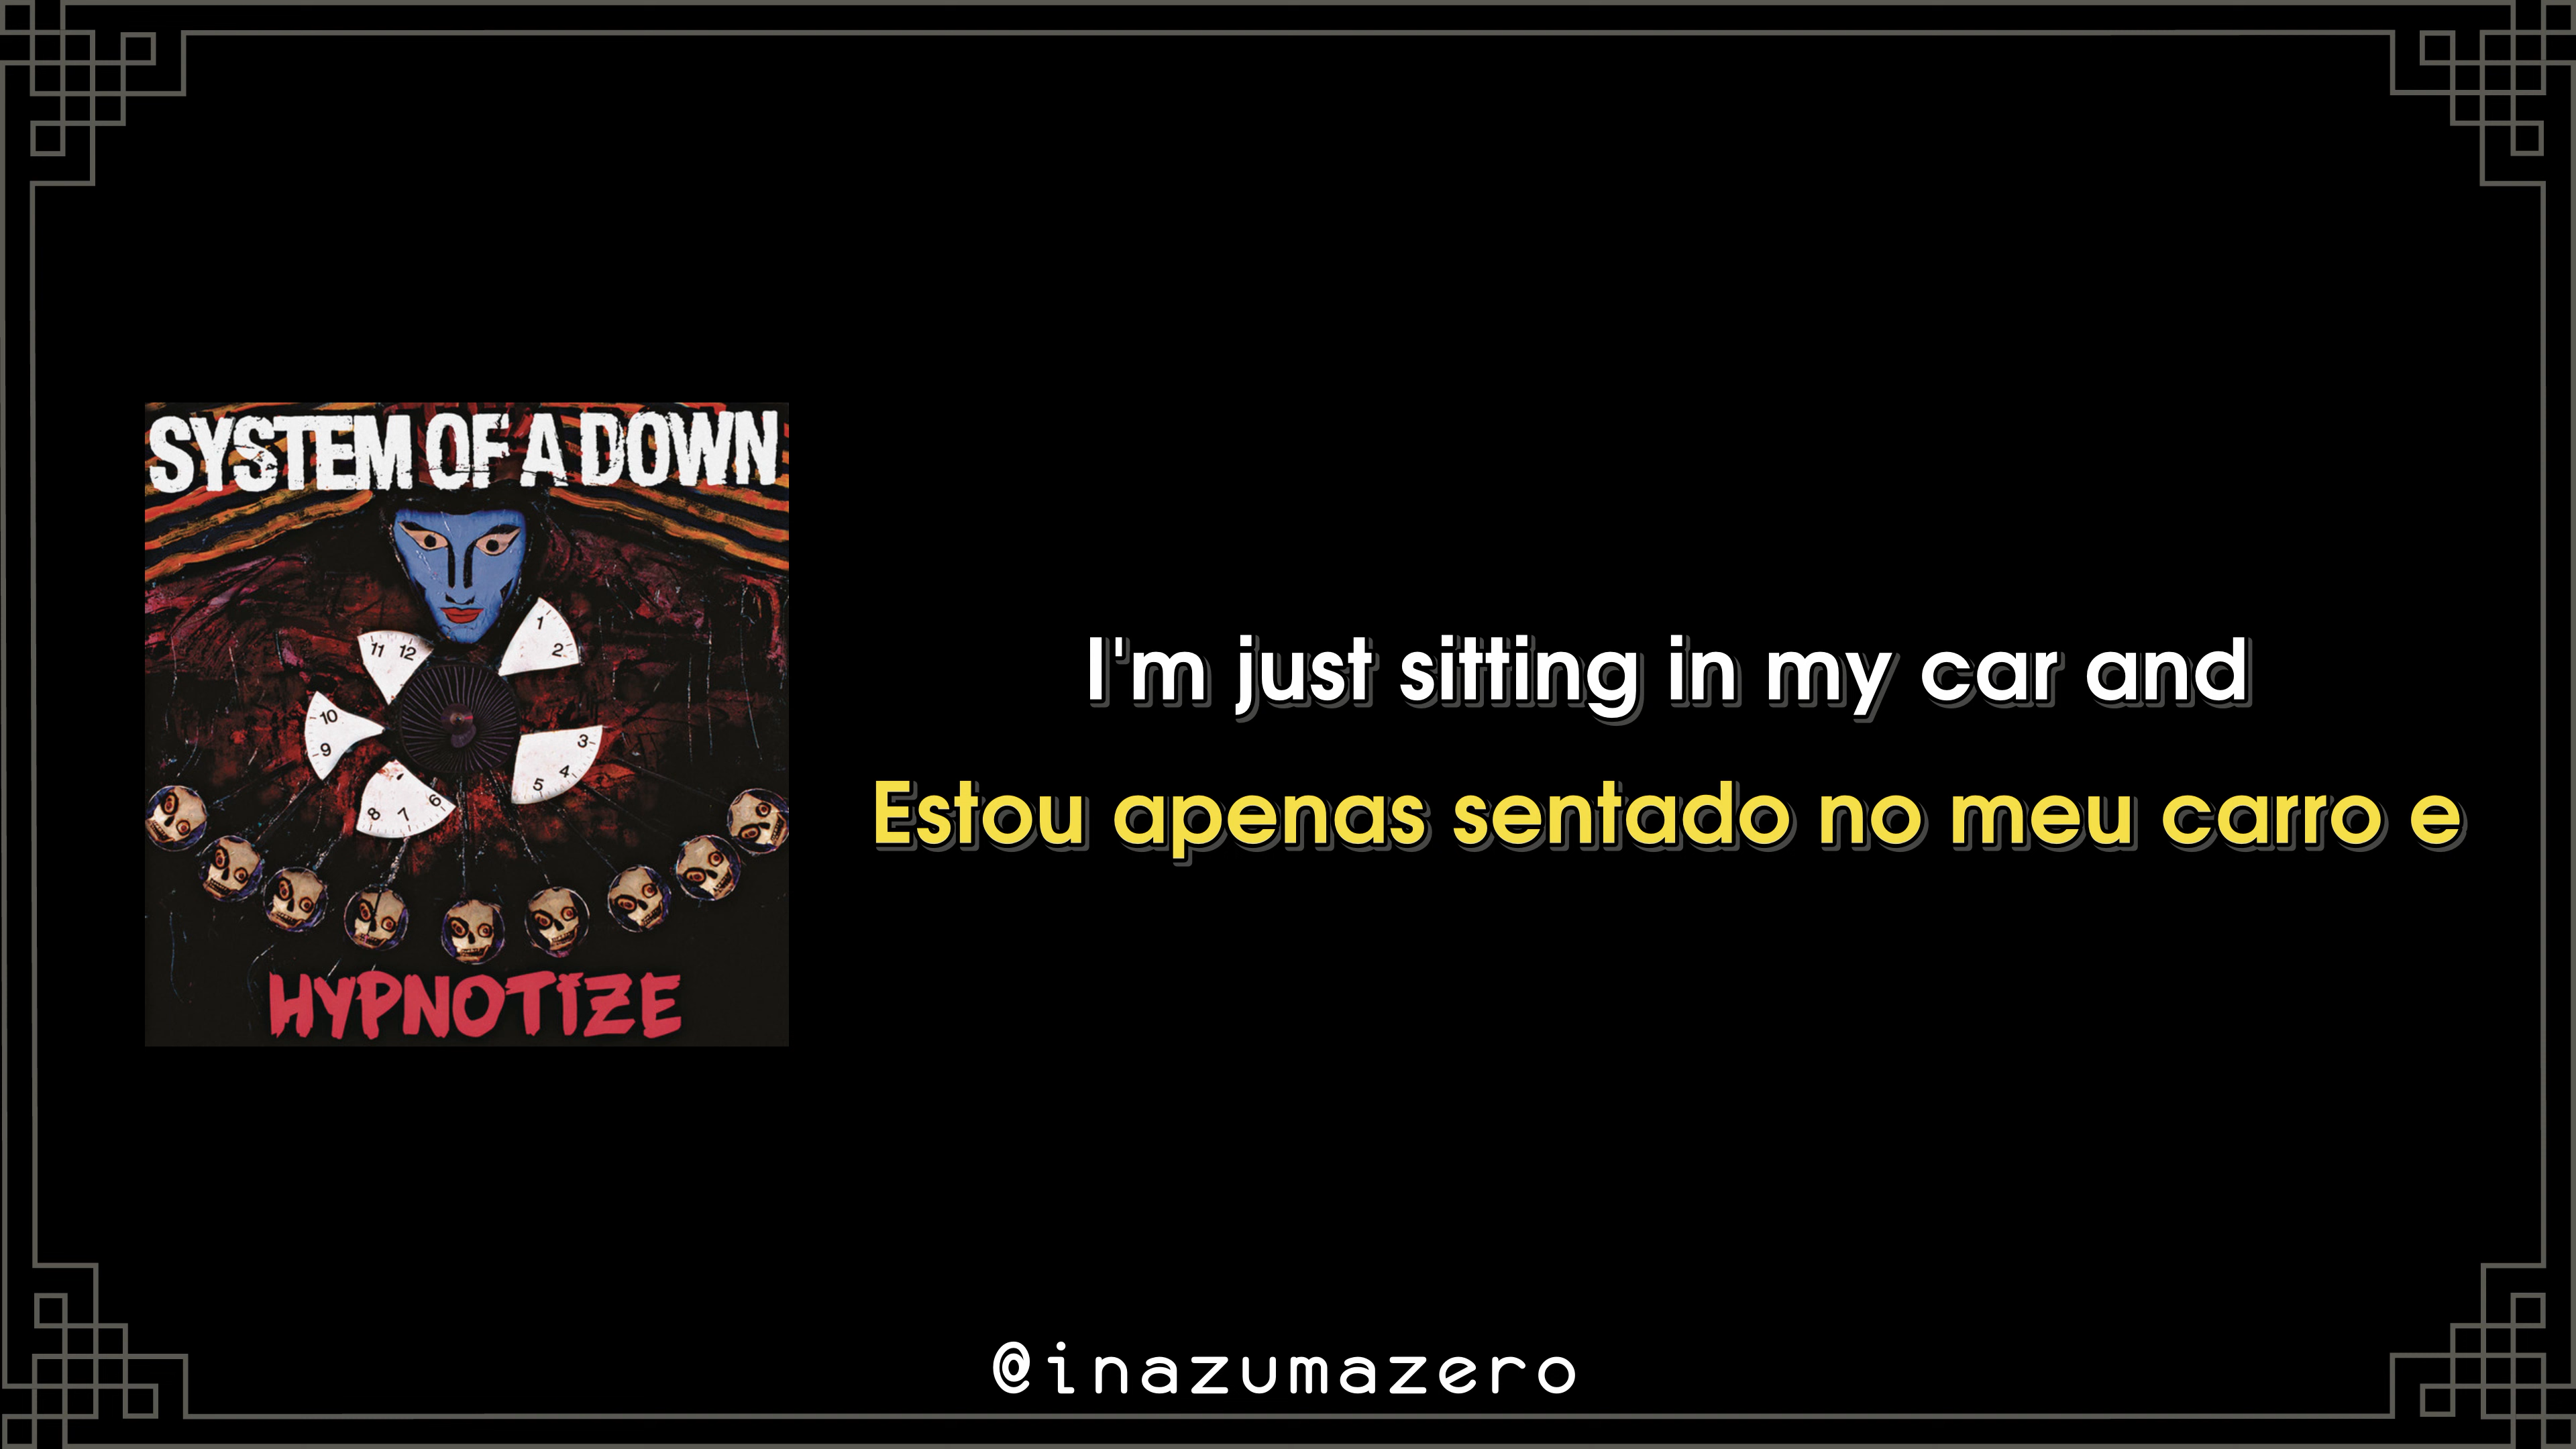 SYSTEM OF A DOWN
11 12
1
2
10
9
3
4
5
8 7 6
HYPNOTIZE
I'm just sitting in my car and
Estou apenas sentado no meu carro e
@inazumazero